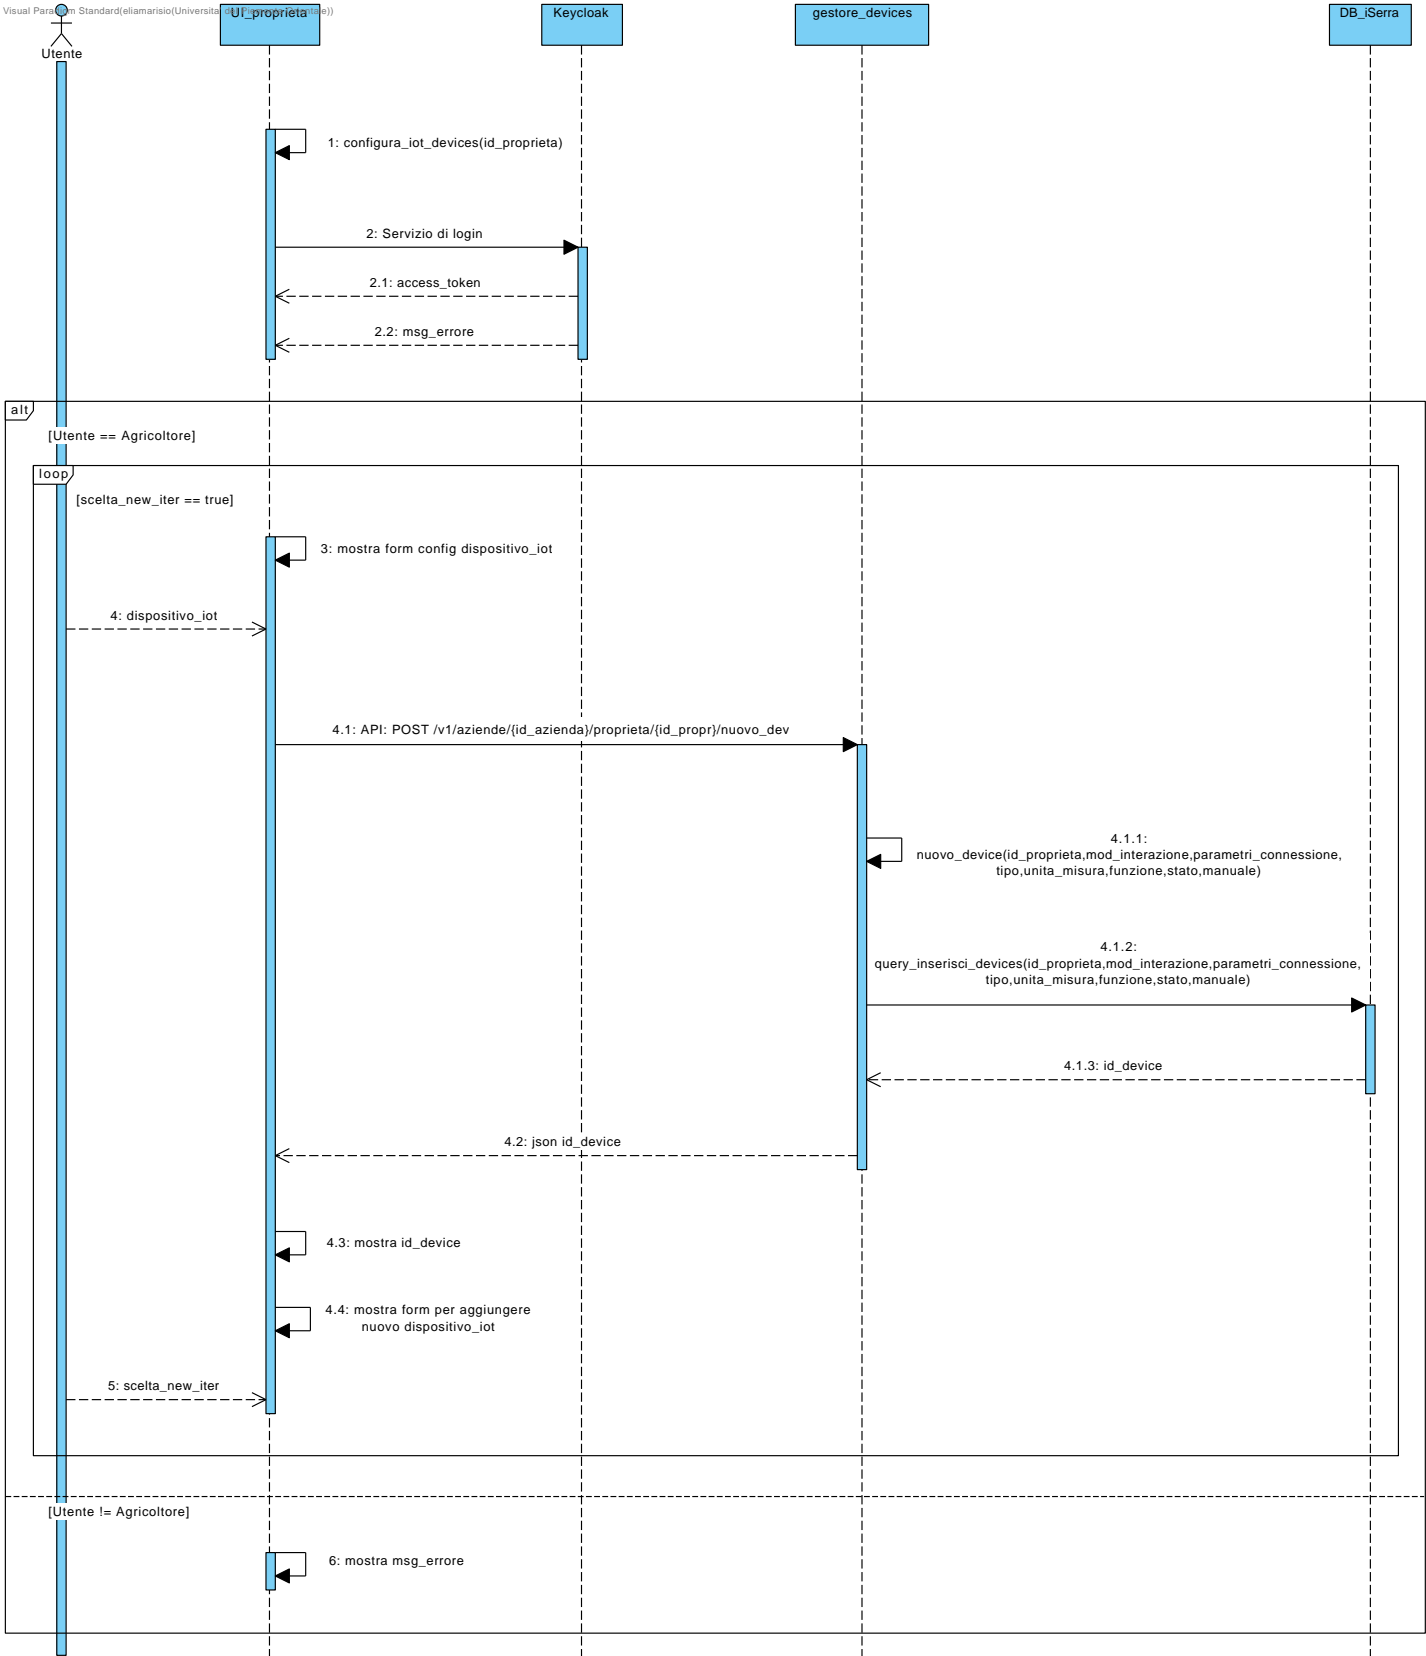 Visual Paradigm Standard(eliamarisio(Universita del Piemonte Orientale))
Utente
UI_proprieta
Keycloak
gestore_devices
DB_iSerra
1: configura_iot_devices(id_proprieta)
2: Servizio di login
2.1: access_token
2.2: msg_errore
alt
[Utente == Agricoltore]
loop
[scelta_new_iter == true]
3: mostra form config dispositivo_iot
4: dispositivo_iot
4.1: API: POST /v1/aziende/{id_azienda}/proprieta/{id_propr}/nuovo_dev
4.1.1:
nuovo_device(id_proprieta,mod_interazione,parametri_connessione,
tipo,unita_misura,funzione,stato,manuale)
4.1.2:
query_inserisci_devices(id_proprieta,mod_interazione,parametri_connessione,
tipo,unita_misura,funzione,stato,manuale)
4.1.3: id_device
4.2: json id_device
4.3: mostra id_device
4.4: mostra form per aggiungere
nuovo dispositivo_iot
5: scelta_new_iter
[Utente != Agricoltore]
6: mostra msg_errore